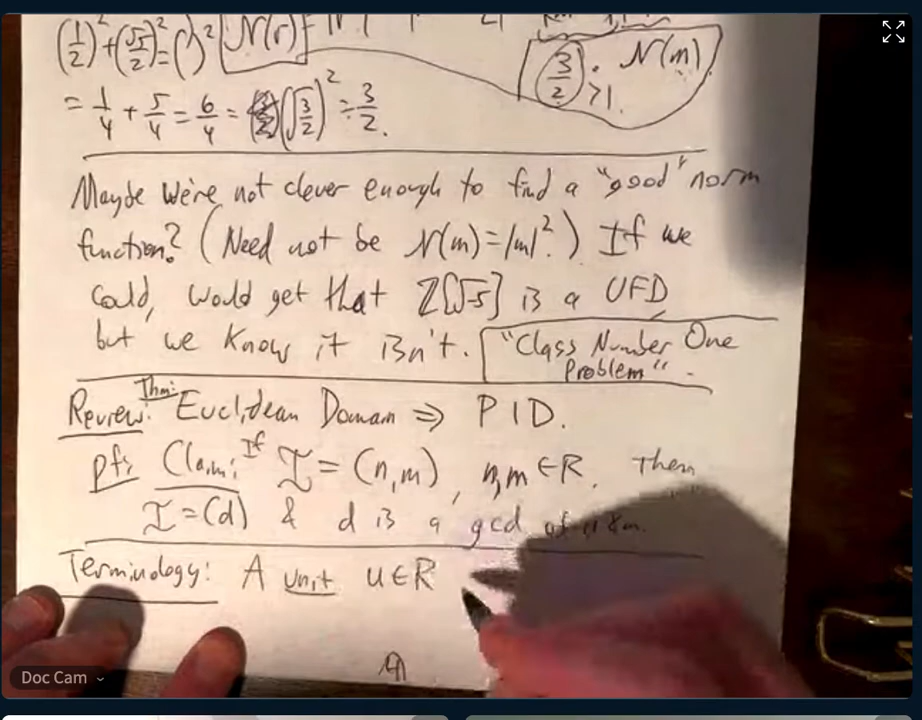 (1/2)² + (√5/2)² = ( )² N(r)
= 1/4 + 5/4 = 6/4 = (√3/2)² ÷ 3/2.
3/2 · N(m)
>1.
Maybe we're not clever enough to find a "good" norm
function? (Need not be N(m) = |m|².) If we
could, would get that Z[√-5] is a UFD
but we know it isn't. "Class Number One
Problem".
Review: Thm: Euclidean Domain ⇒ PID.
pf: Claim: If I = (n,m), n,m ∈ R. Then
I = (d) & d is a gcd of n & m.
Terminology: A unit u ∈ R
Doc Cam